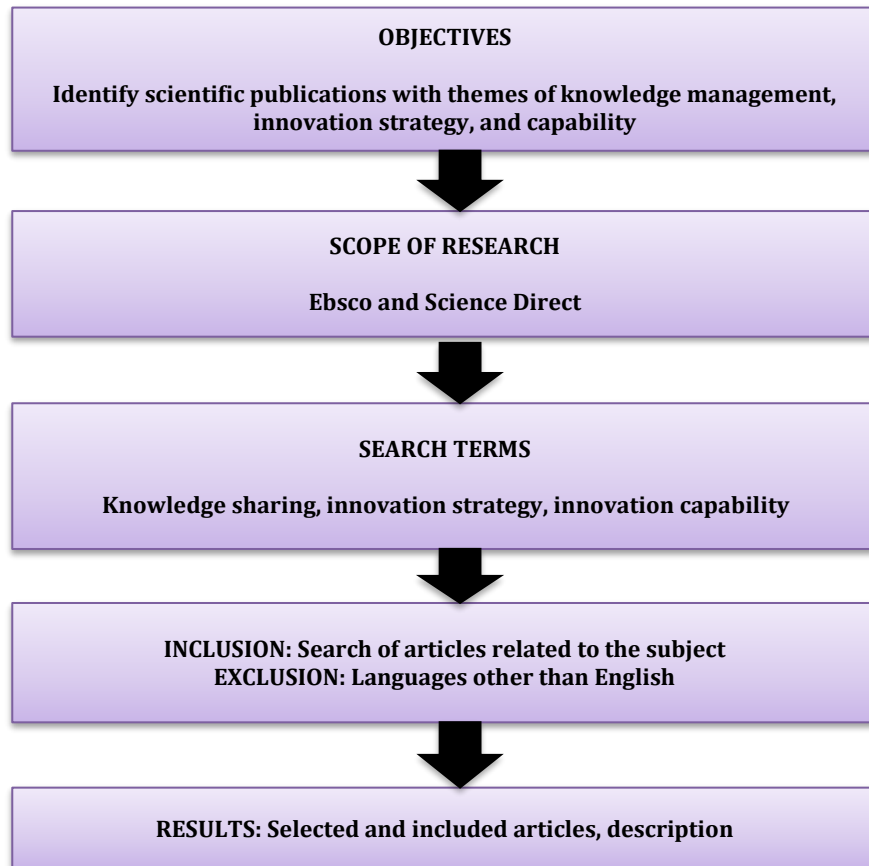 OBJECTIVES
Identify scientific publications with themes of knowledge management,
innovation strategy, and capability
SCOPE OF RESEARCH
Ebsco and Science Direct
SEARCH TERMS
Knowledge sharing, innovation strategy, innovation capability
INCLUSION: Search of articles related to the subject
EXCLUSION: Languages other than English
RESULTS: Selected and included articles, description